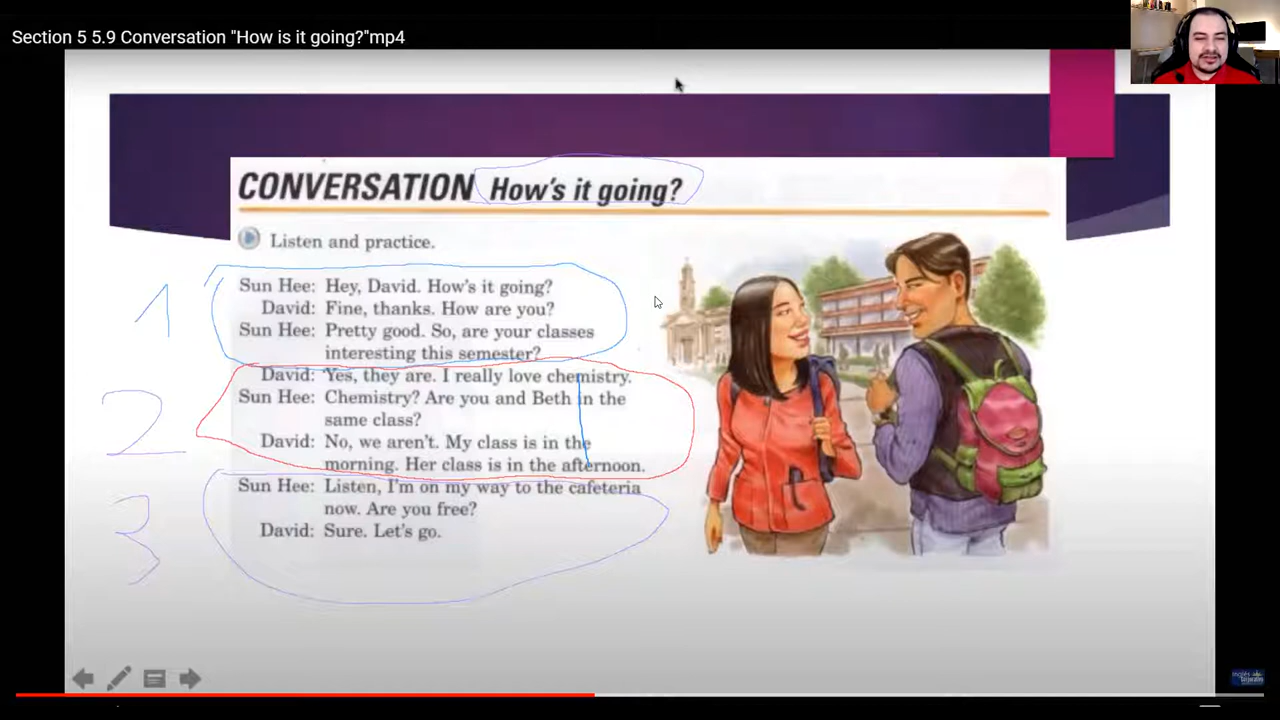 Section 5 5.9 Conversation "How is it going?"mp4
CONVERSATION How's it going?
Listen and practice.
Sun Hee: Hey, David. How's it going?
David: Fine, thanks. How are you?
Sun Hee: Pretty good. So, are your classes
interesting this semester?
David: Yes, they are. I really love chemistry.
Sun Hee: Chemistry? Are you and Beth in the
same class?
David: No, we aren't. My class is in the
morning. Her class is in the afternoon.
Sun Hee: Listen, I'm on my way to the cafeteria
now. Are you free?
David: Sure. Let's go.
1
2
3